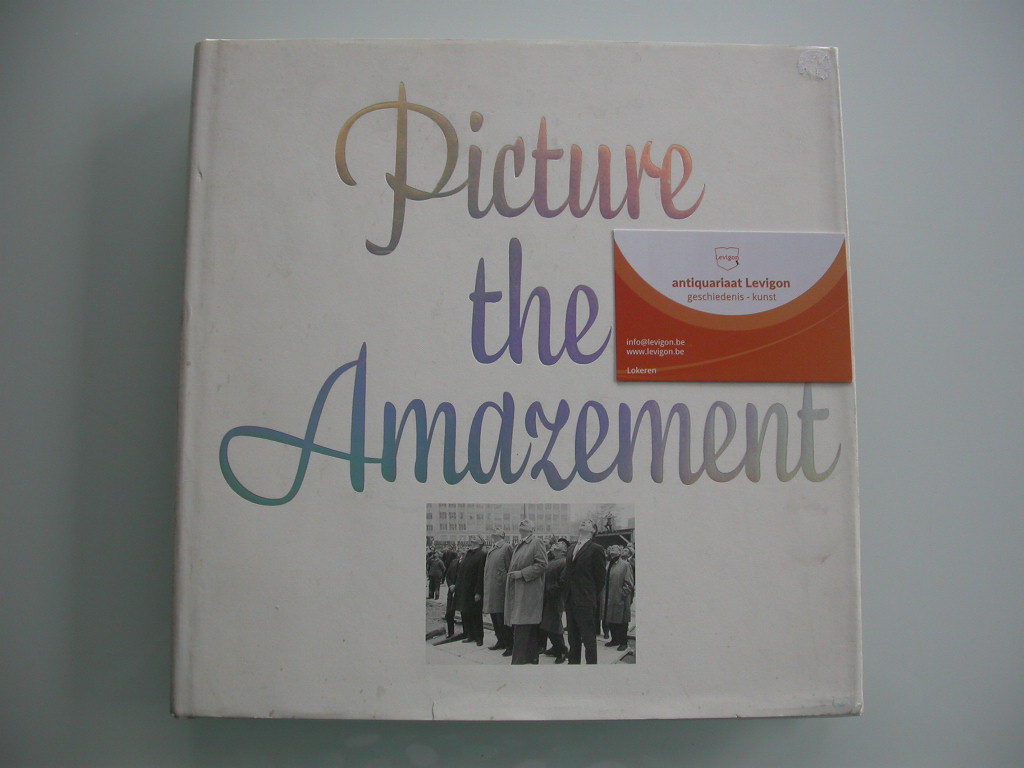 Picture
the
Amazement
Levigon
antiquariaat Levigon
geschiedenis - kunst
info@levigon.be
www.levigon.be
Lokeren